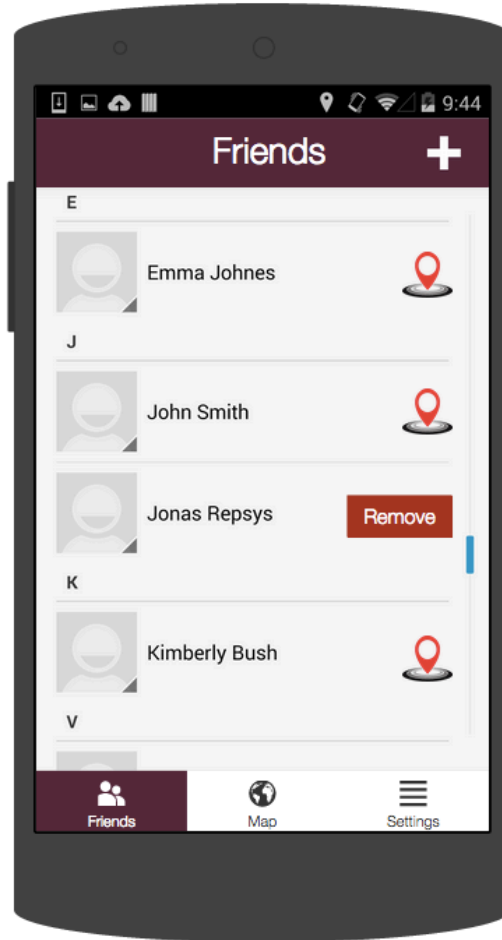 9:44
Friends
E
Emma Johnes
J
John Smith
Jonas Repsys
Remove
K
Kimberly Bush
V
Friends
Map
Settings